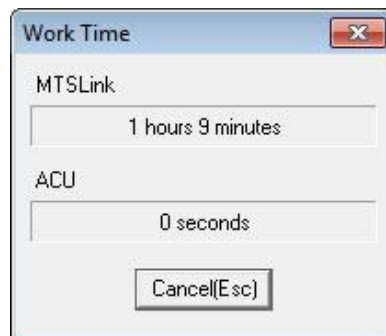 Work Time
MTSLink
1 hours 9 minutes
ACU
0 seconds
Cancel(Esc)